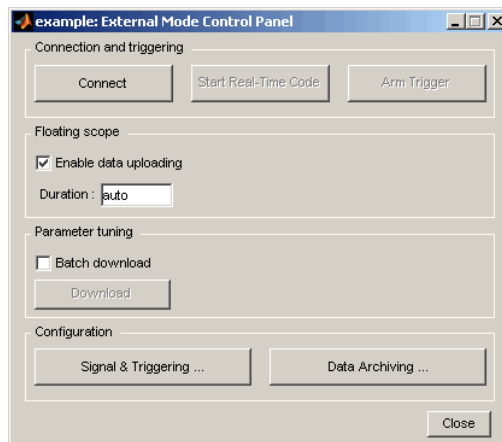 example: External Mode Control Panel
Connection and triggering
Connect Start Real-Time Code Arm Trigger
Floating scope
Enable data uploading
Duration : auto
Parameter tuning
Batch download
Download
Configuration
Signal & Triggering ... Data Archiving ...
Close